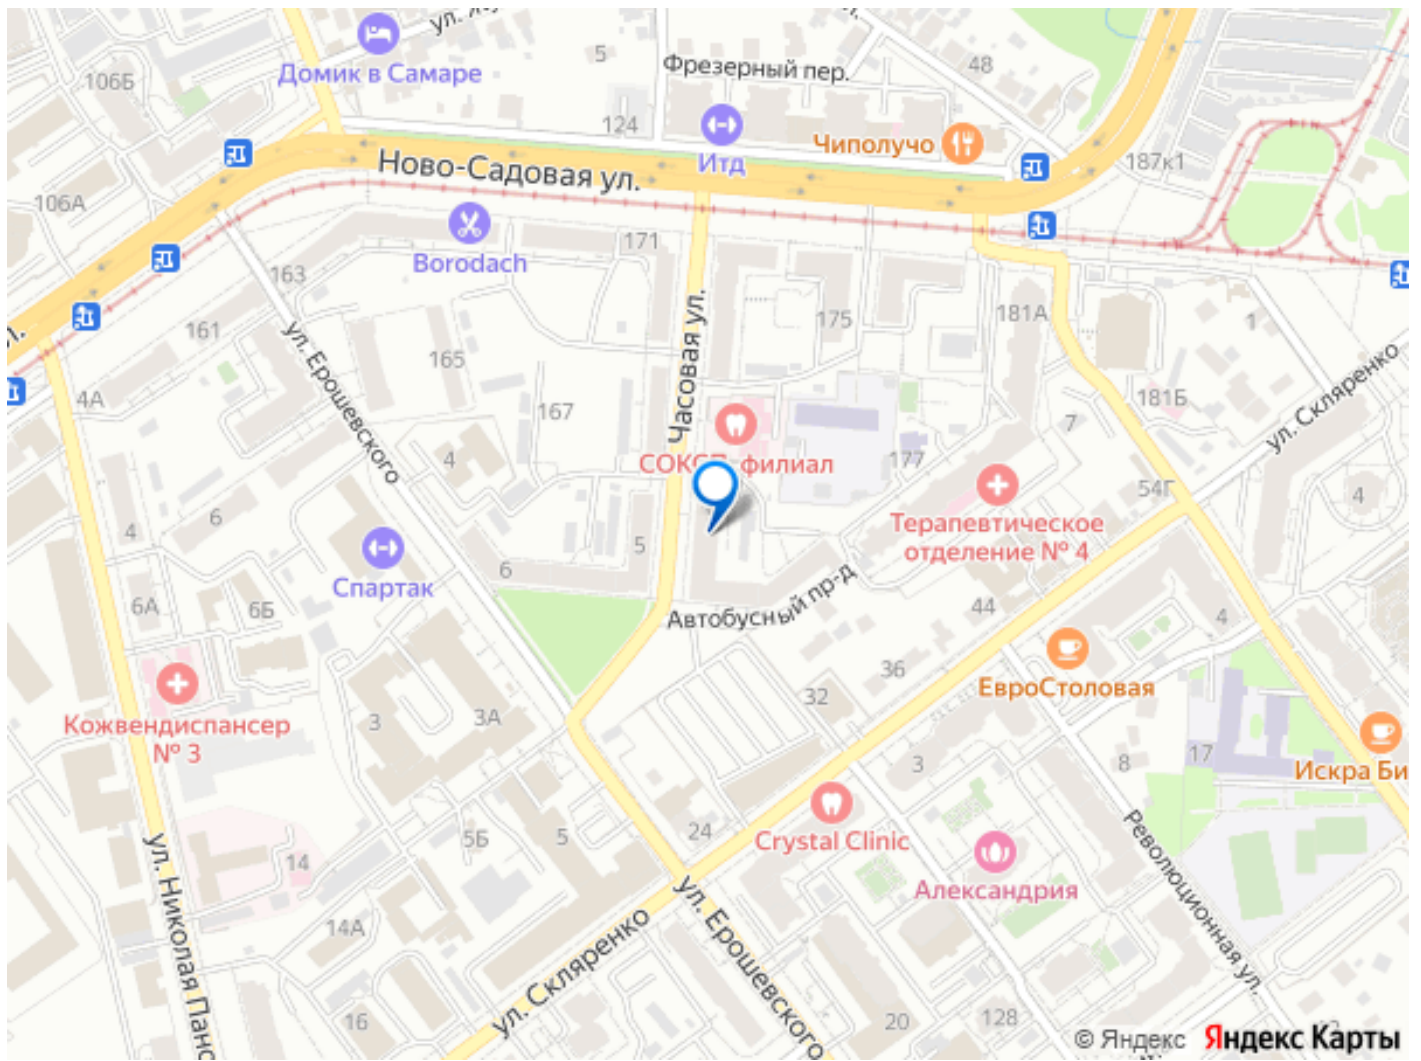 Домик в Самаре
106Б
5
Фрезерный пер.
48
124
Итд
Чиполучо
187к1
Ново-Садовая ул.
106А
Borodach
171
163
161
165
167
175
181А
1
ул. Скляренко
181Б
7
4А
ул. Ерошевского
Часовая ул.
4
СОКСП, филиал
177
54Г
4
4
6
Терапевтическое
отделение № 4
Спартак
5
6
6А
6Б
Автобусный пр-д
44
4
36
32
ЕвроСтоловая
Кожвендиспансер
№ 3
3
3А
17
8
3
Искра Би
24
Crystal Clinic
5Б
5
14
ул. Николая Пано
Александрия
Революционная ул.
14А
ул. Скляренко
ул. Ерошевского
16
20
128
© Яндекс Яндекс Карты